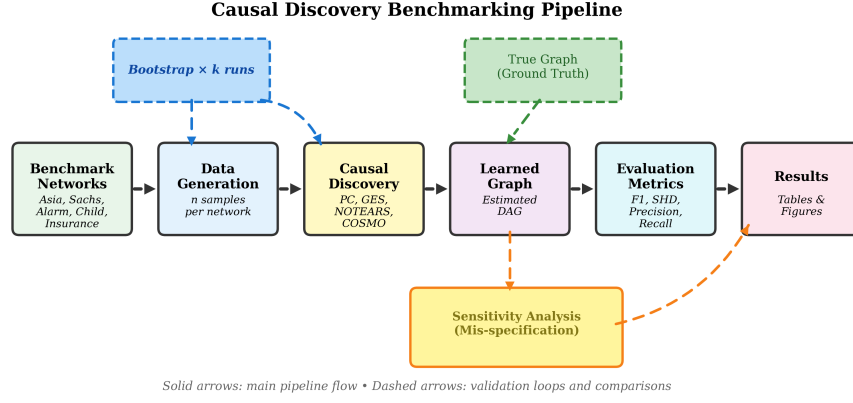 Causal Discovery Benchmarking Pipeline
Bootstrap × k runs
True Graph
(Ground Truth)
Benchmark
Networks
Asia, Sachs,
Alarm, Child,
Insurance
Data
Generation
n samples
per network
Causal
Discovery
PC, GES,
NOTEARS,
COSMO
Learned
Graph
Estimated
DAG
Evaluation
Metrics
F1, SHD,
Precision,
Recall
Results
Tables &
Figures
Sensitivity Analysis
(Mis-specification)
Solid arrows: main pipeline flow • Dashed arrows: validation loops and comparisons